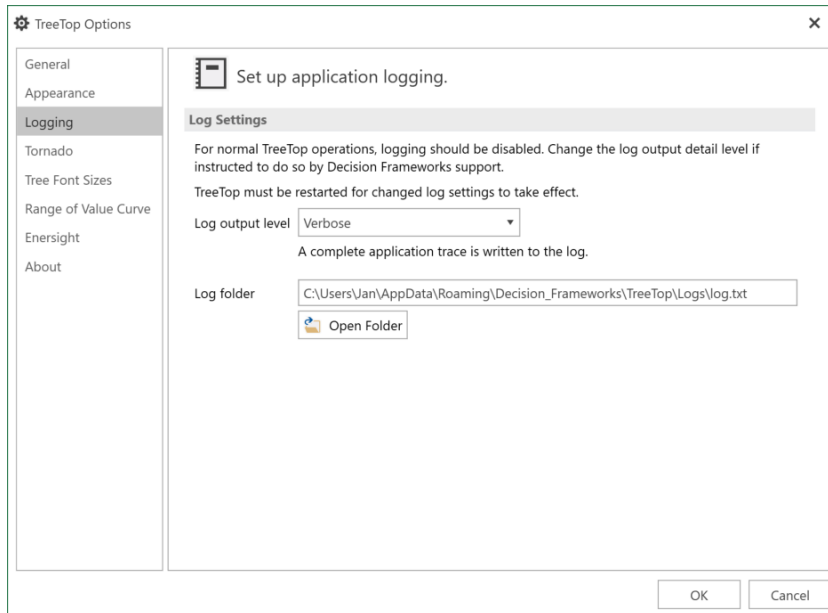 TreeTop Options
General
Appearance
Logging
Tornado
Tree Font Sizes
Range of Value Curve
Enersight
About
Set up application logging.
Log Settings
For normal TreeTop operations, logging should be disabled. Change the log output detail level if
instructed to do so by Decision Frameworks support.
TreeTop must be restarted for changed log settings to take effect.
Log output level Verbose
A complete application trace is written to the log.
Log folder C:\Users\Jan\AppData\Roaming\Decision_Frameworks\TreeTop\Logs\log.txt
Open Folder
OK Cancel